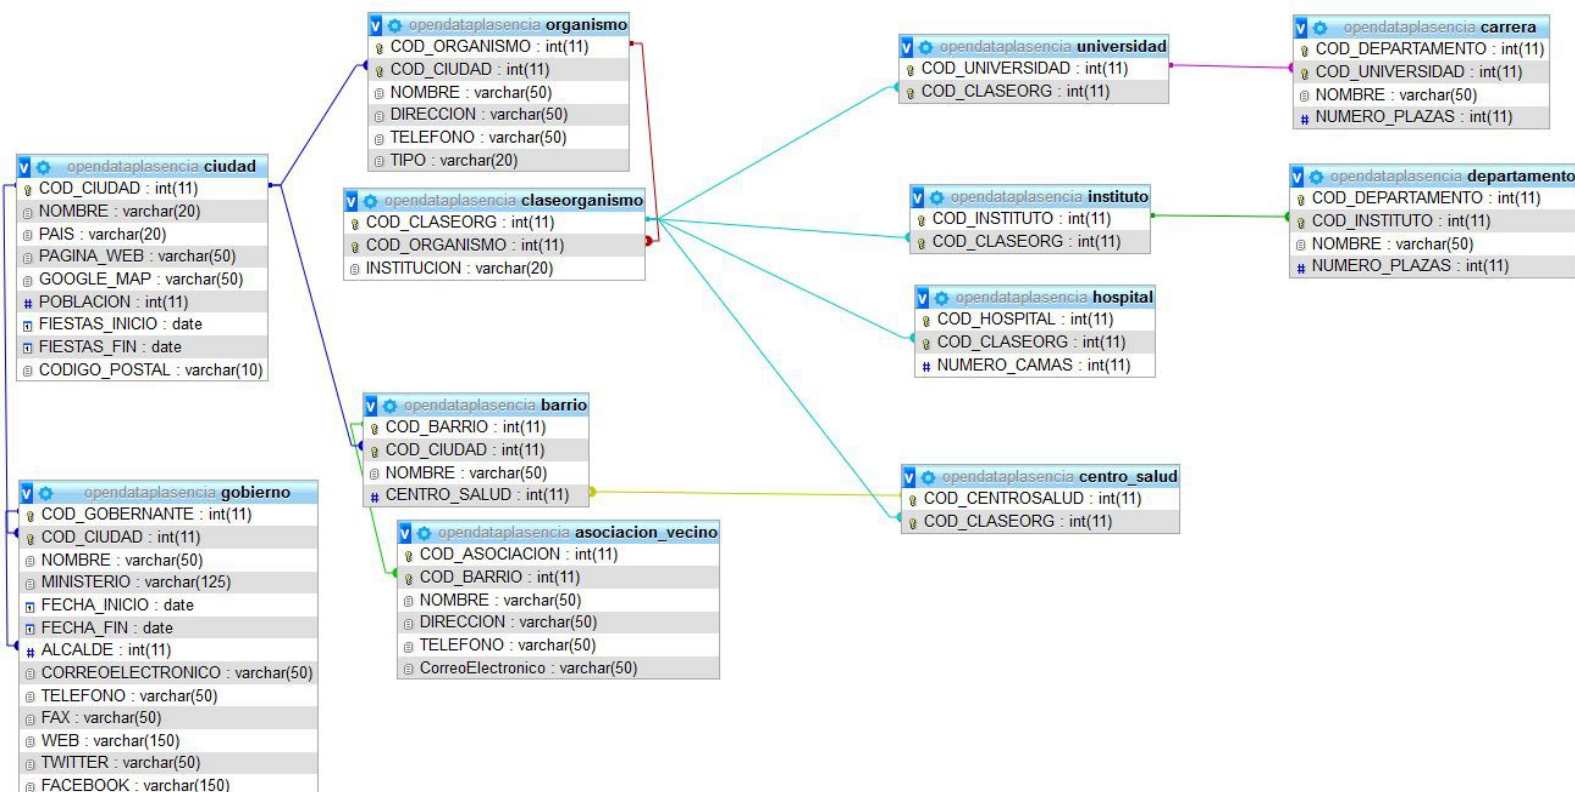 opendataplasencia organismo
COD_ORGANISMO : int(11)
COD_CIUDAD : int(11)
NOMBRE : varchar(50)
DIRECCION : varchar(50)
TELEFONO : varchar(50)
TIPO : varchar(20)
opendataplasencia universidad
COD_UNIVERSIDAD : int(11)
COD_CLASEORG : int(11)
opendataplasencia carrera
COD_DEPARTAMENTO : int(11)
COD_UNIVERSIDAD : int(11)
NOMBRE : varchar(50)
NUMERO_PLAZAS : int(11)
opendataplasencia ciudad
COD_CIUDAD : int(11)
NOMBRE : varchar(20)
PAIS : varchar(20)
PAGINA_WEB : varchar(50)
GOOGLE_MAP : varchar(50)
POBLACION : int(11)
FIESTAS_INICIO : date
FIESTAS_FIN : date
CODIGO_POSTAL : varchar(10)
opendataplasencia claseorganismo
COD_CLASEORG : int(11)
COD_ORGANISMO : int(11)
INSTITUCION : varchar(20)
opendataplasencia instituto
COD_INSTITUTO : int(11)
COD_CLASEORG : int(11)
opendataplasencia departamento
COD_DEPARTAMENTO : int(11)
COD_INSTITUTO : int(11)
NOMBRE : varchar(50)
NUMERO_PLAZAS : int(11)
opendataplasencia hospital
COD_HOSPITAL : int(11)
COD_CLASEORG : int(11)
NUMERO_CAMAS : int(11)
opendataplasencia barrio
COD_BARRIO : int(11)
COD_CIUDAD : int(11)
NOMBRE : varchar(50)
CENTRO_SALUD : int(11)
opendataplasencia centro_salud
COD_CENTROSALUD : int(11)
COD_CLASEORG : int(11)
opendataplasencia gobierno
COD_GOBERNANTE : int(11)
COD_CIUDAD : int(11)
NOMBRE : varchar(50)
MINISTERIO : varchar(125)
FECHA_INICIO : date
FECHA_FIN : date
ALCALDE : int(11)
CORREOELECTRONICO : varchar(50)
TELEFONO : varchar(50)
FAX : varchar(50)
WEB : varchar(150)
TWITTER : varchar(50)
FACEBOOK : varchar(150)
opendataplasencia asociacion_vecino
COD_ASOCIACION : int(11)
COD_BARRIO : int(11)
NOMBRE : varchar(50)
DIRECCION : varchar(50)
TELEFONO : varchar(50)
CorreoElectronico : varchar(50)